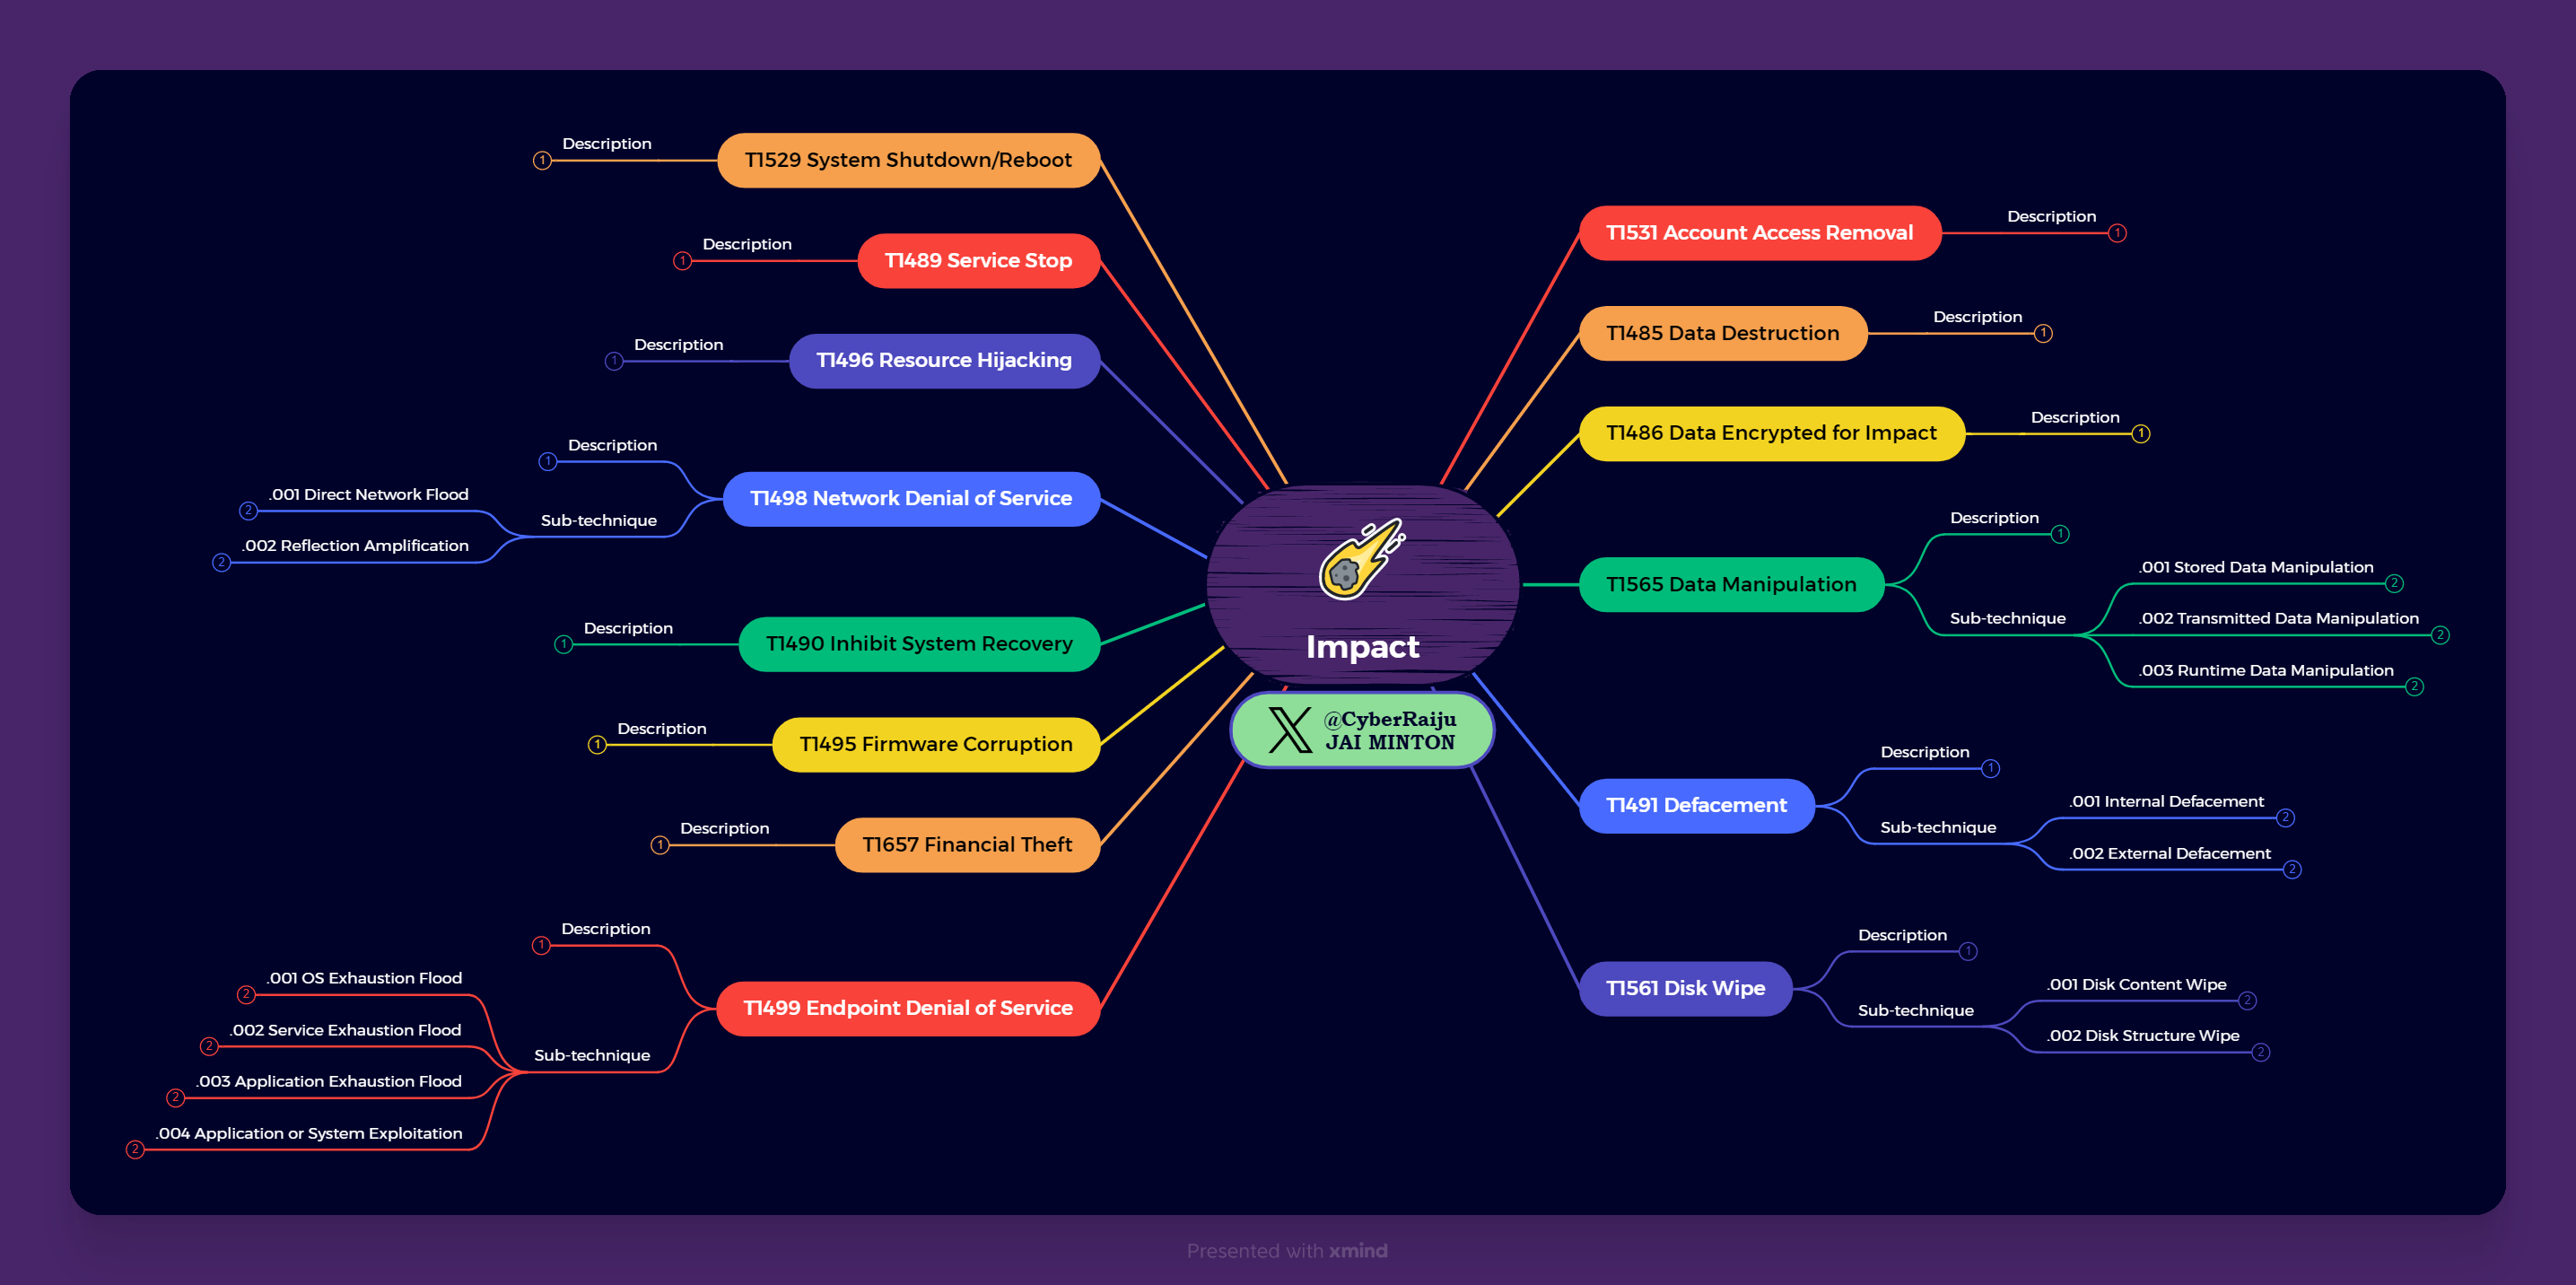 Description
T1529 System Shutdown/Reboot
1
Description
T1489 Service Stop
1
Description
T1496 Resource Hijacking
1
Description
1
T1498 Network Denial of Service
.001 Direct Network Flood
2
Sub-technique
.002 Reflection Amplification
2
Description
T1490 Inhibit System Recovery
1
Description
T1495 Firmware Corruption
1
Description
T1657 Financial Theft
1
Description
1
T1499 Endpoint Denial of Service
.001 OS Exhaustion Flood
2
.002 Service Exhaustion Flood
2
Sub-technique
.003 Application Exhaustion Flood
2
.004 Application or System Exploitation
2
Impact
@CyberRaiju
JAI MINTON
T1531 Account Access Removal
Description
1
T1485 Data Destruction
Description
1
T1486 Data Encrypted for Impact
Description
1
T1565 Data Manipulation
Description
1
Sub-technique
.001 Stored Data Manipulation
2
.002 Transmitted Data Manipulation
2
.003 Runtime Data Manipulation
2
T1491 Defacement
Description
1
Sub-technique
.001 Internal Defacement
2
.002 External Defacement
2
T1561 Disk Wipe
Description
1
Sub-technique
.001 Disk Content Wipe
2
.002 Disk Structure Wipe
2
Presented with xmind